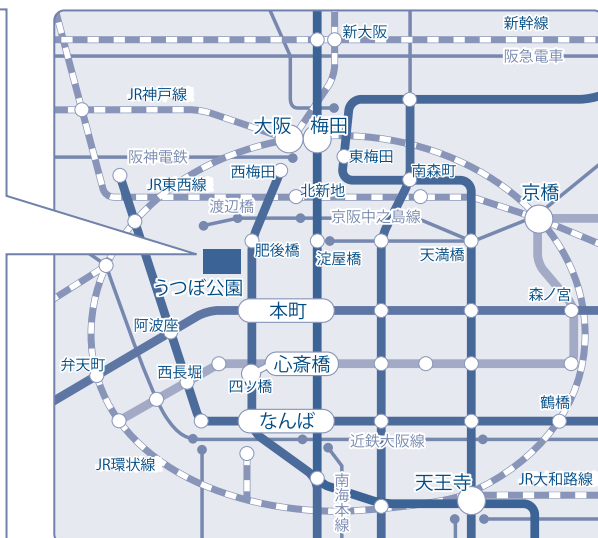 新幹線
新大阪
阪急電車
JR神戸線
大阪
梅田
阪神電鉄
東梅田
西梅田
南森町
JR東西線
北新地
京橋
渡辺橋
京阪中之島線
肥後橋
淀屋橋
天満橋
うつぼ公園
森ノ宮
本町
阿波座
弁天町
西長堀
心斎橋
四ツ橋
なんば
鶴橋
近鉄大阪線
JR環状線
南海本線
天王寺
JR大和路線